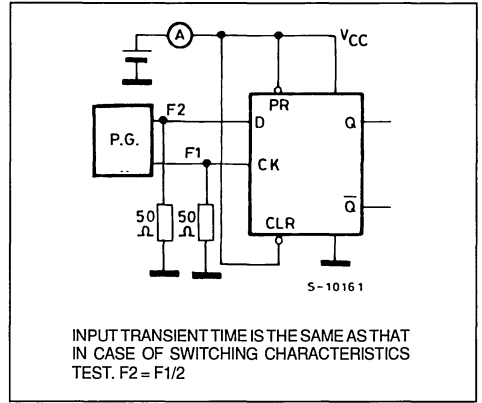 A
VCC
PR
F2
D
Q
P.G.
F1
CK
..
Q̅
50 Ω
50 Ω
CLR
S-10161
INPUT TRANSIENT TIME IS THE SAME AS THAT
IN CASE OF SWITCHING CHARACTERISTICS
TEST. F2 = F1/2